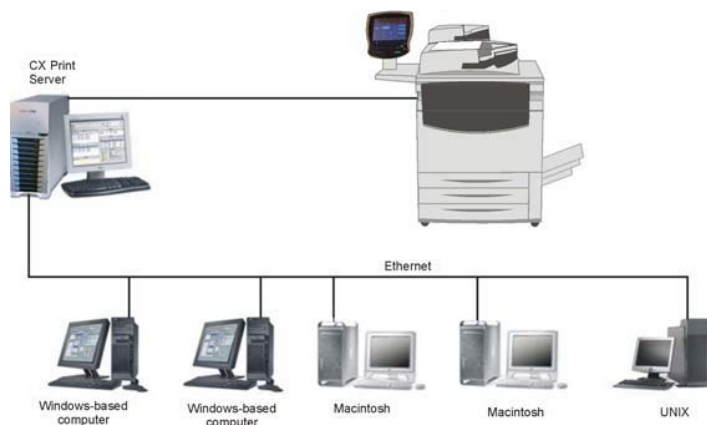 CX Print
Server
Ethernet
Windows-based
computer
Windows-based
computer
Macintosh
Macintosh
UNIX